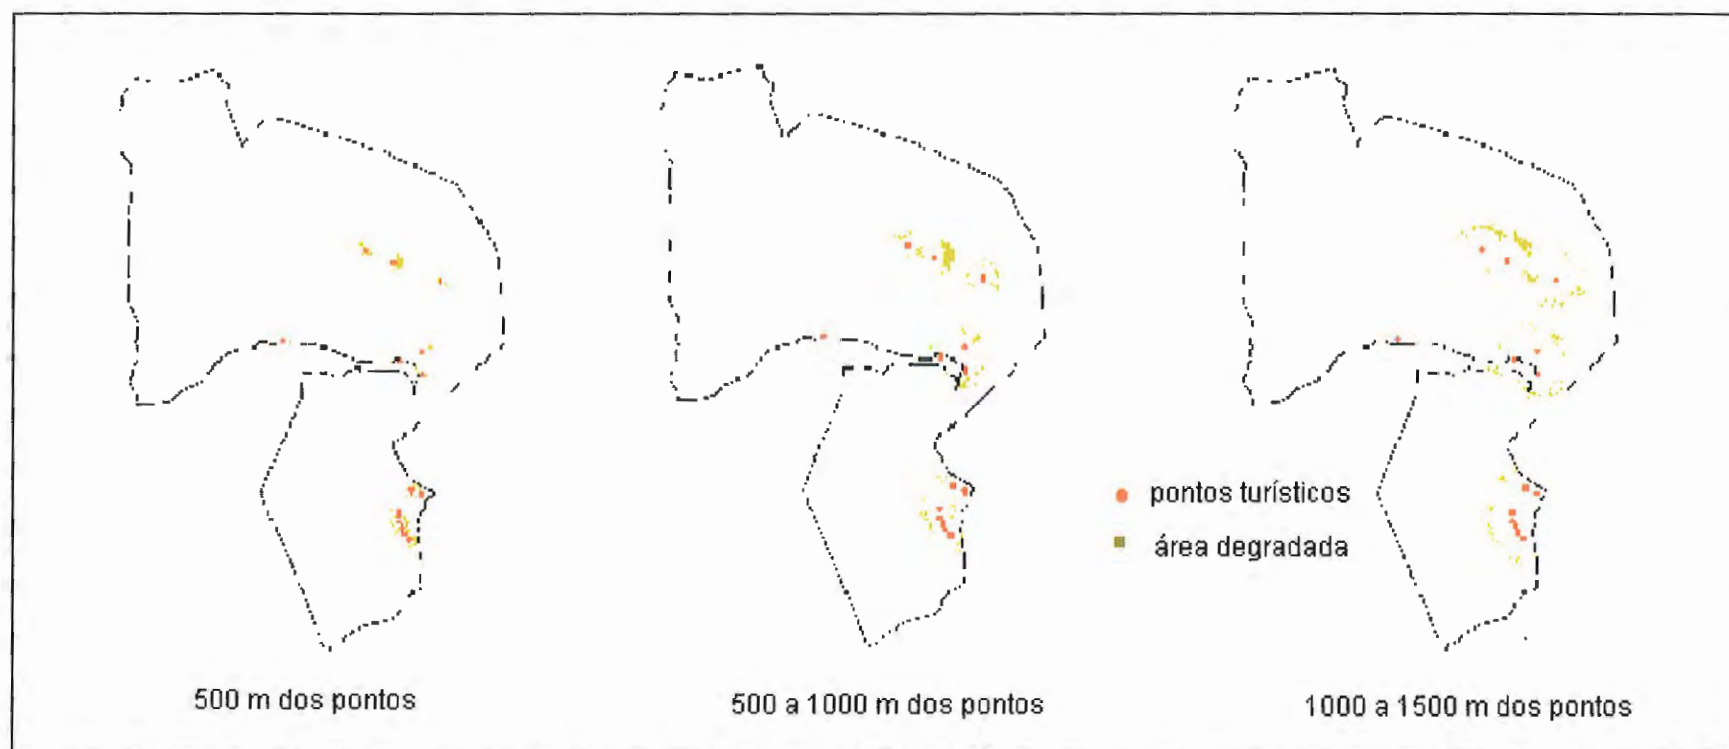 pontos turísticos
área degradada
500 m dos pontos
500 a 1000 m dos pontos
1000 a 1500 m dos pontos